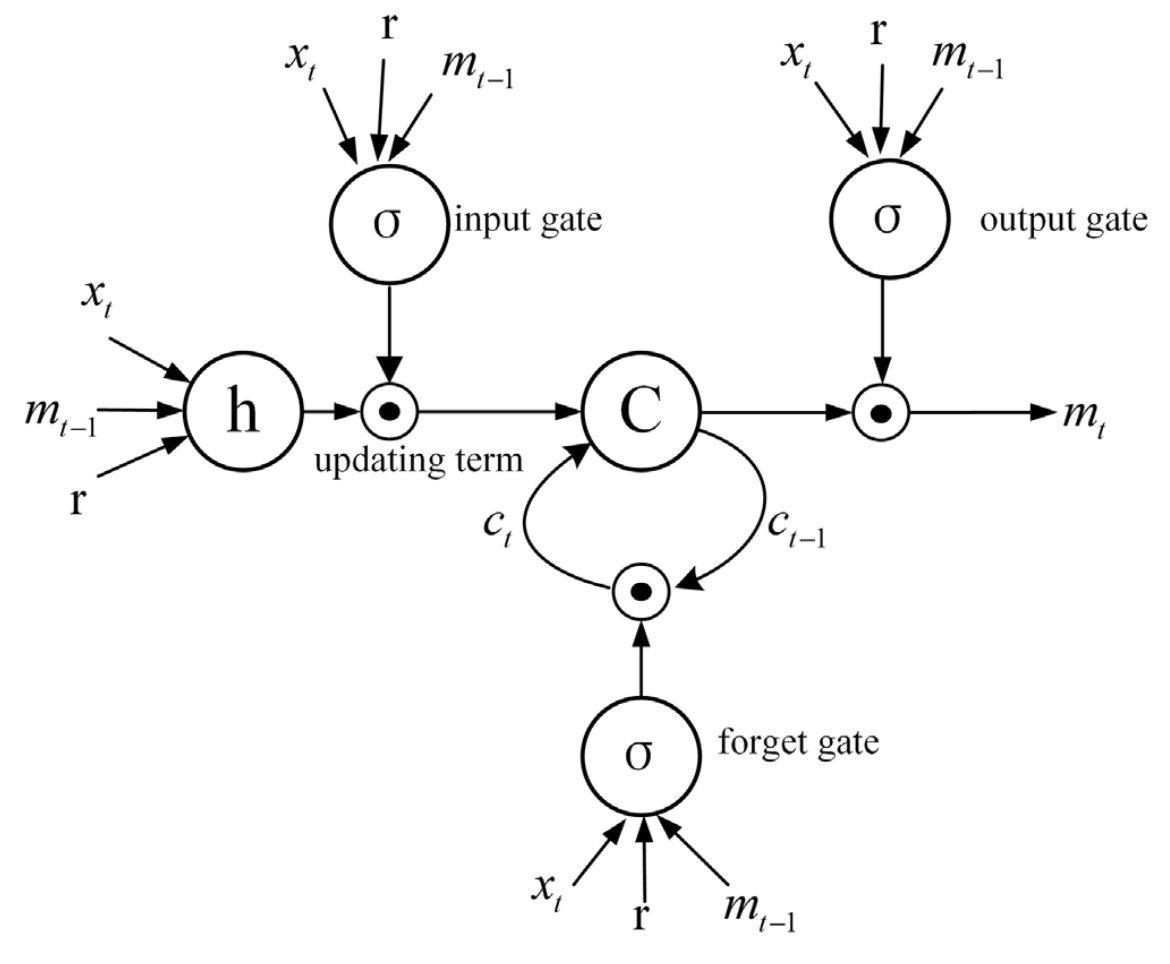 r
r
x_t
m_{t-1}
x_t
m_{t-1}
σ
input gate
σ
output gate
x_t
m_{t-1}
h
C
m_t
updating term
r
c_t
c_{t-1}
σ
forget gate
x_t
r
m_{t-1}